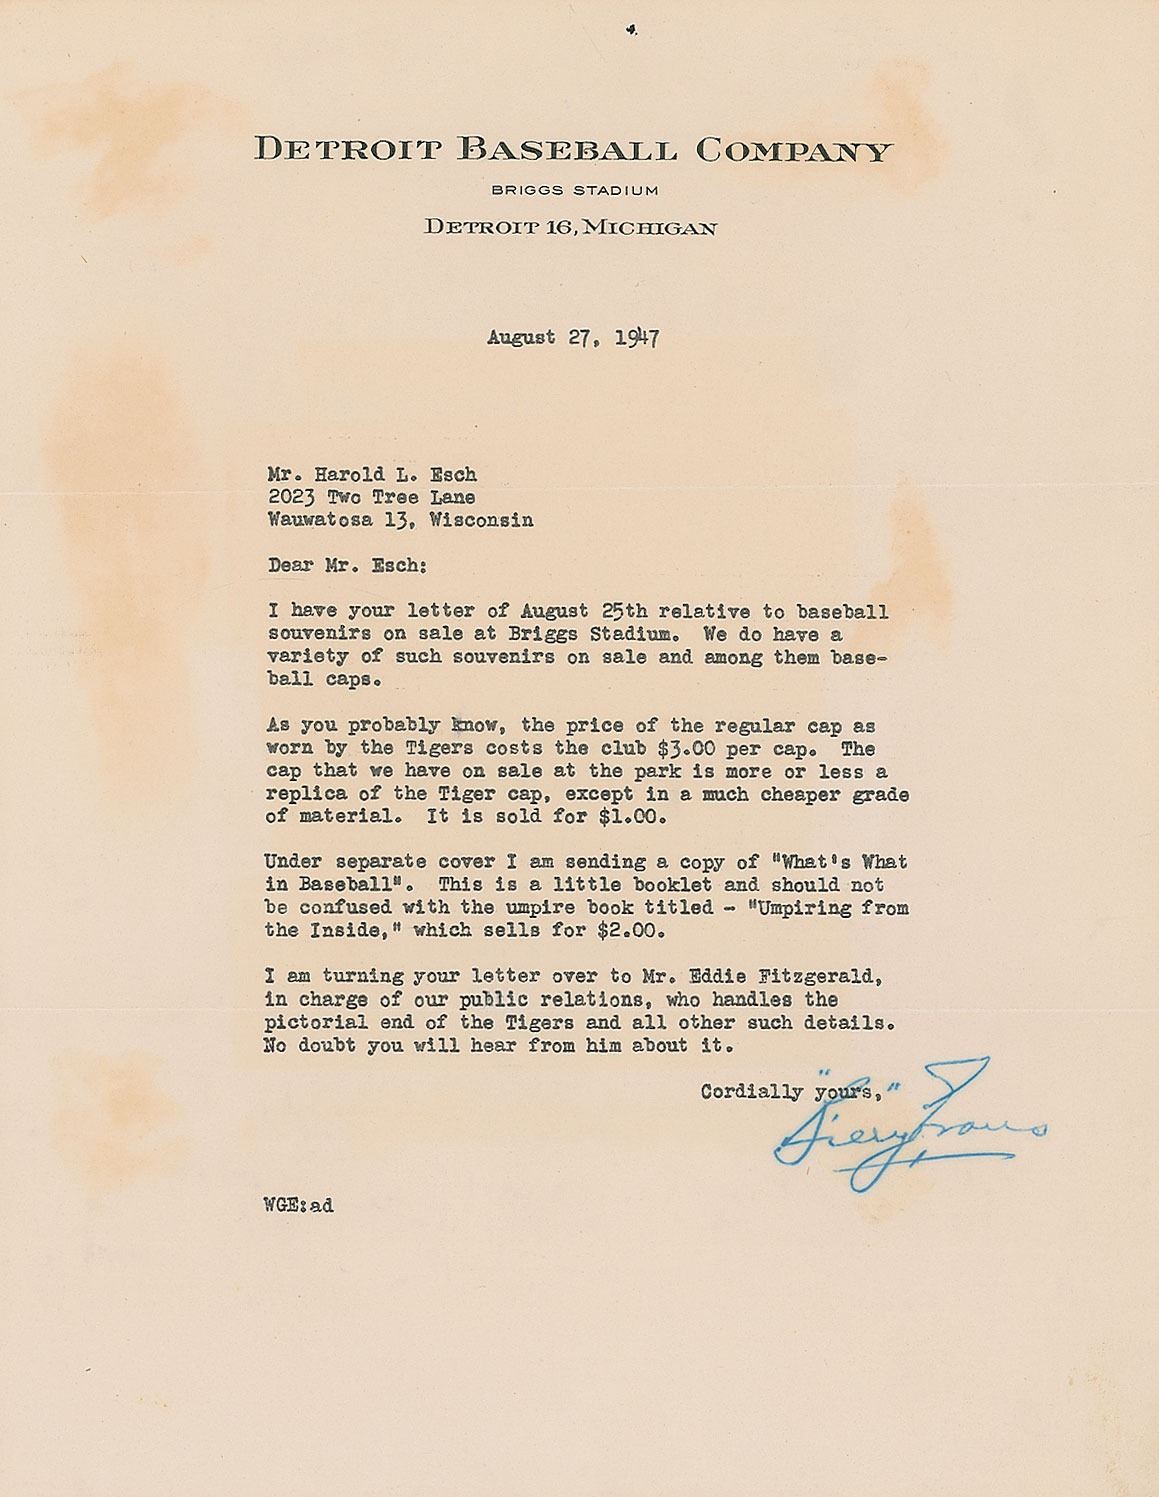 DETROIT BASEBALL COMPANY
BRIGGS STADIUM
DETROIT 16, MICHIGAN
August 27, 1947
Mr. Harold L. Esch
2023 Two Tree Lane
Wauwatosa 13, Wisconsin
Dear Mr. Esch:
I have your letter of August 25th relative to baseball
souvenirs on sale at Briggs Stadium. We do have a
variety of such souvenirs on sale and among them base-
ball caps.
As you probably know, the price of the regular cap as
worn by the Tigers costs the club $3.00 per cap. The
cap that we have on sale at the park is more or less a
replica of the Tiger cap, except in a much cheaper grade
of material. It is sold for $1.00.
Under separate cover I am sending a copy of "What's What
in Baseball". This is a little booklet and should not
be confused with the umpire book titled - "Umpiring from
the Inside," which sells for $2.00.
I am turning your letter over to Mr. Eddie Fitzgerald,
in charge of our public relations, who handles the
pictorial end of the Tigers and all other such details.
No doubt you will hear from him about it.
Cordially yours,
"Billy" Evans
WGE:ad